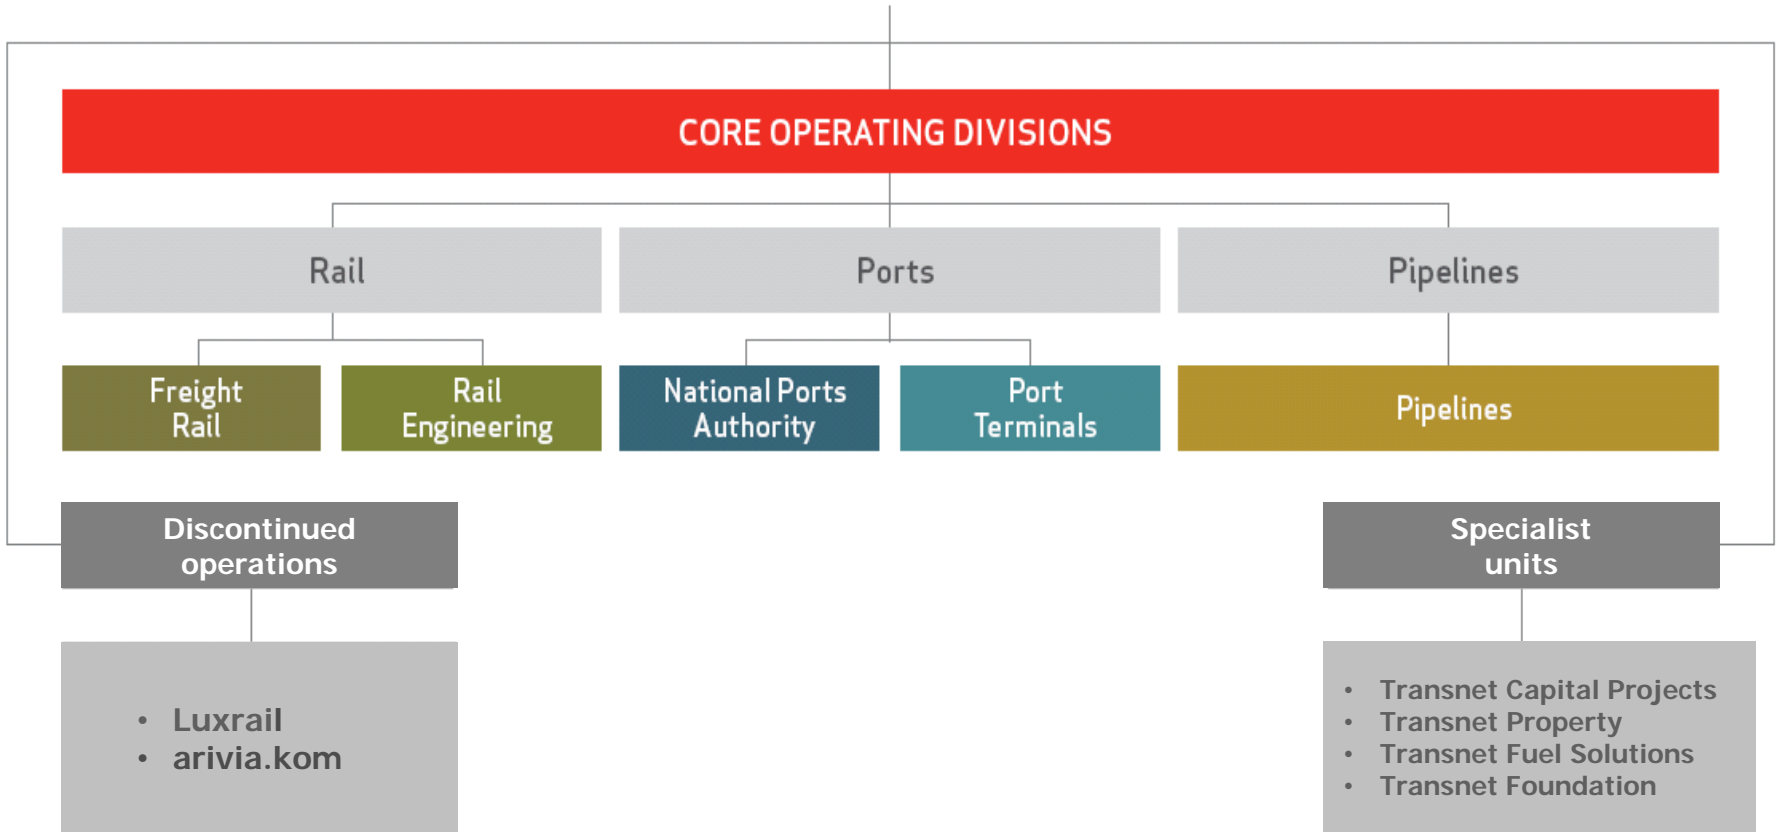 CORE OPERATING DIVISIONS
Rail
Ports
Pipelines
Freight
Rail
Rail
Engineering
National Ports
Authority
Port
Terminals
Pipelines
Discontinued
operations
Specialist
units
• Luxrail
• arivia.kom
• Transnet Capital Projects
• Transnet Property
• Transnet Fuel Solutions
• Transnet Foundation